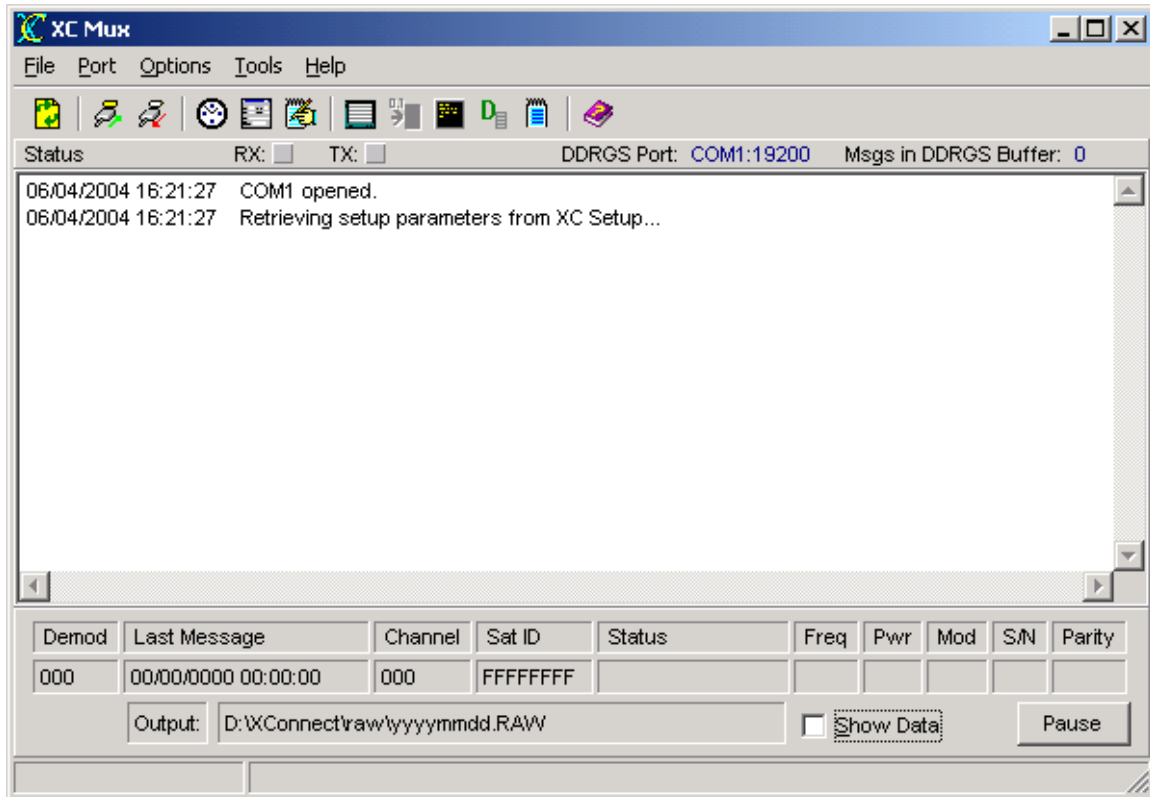 XC Mux
File Port Options Tools Help
Status RX: TX: DDRGS Port: COM1:19200 Msgs in DDRGS Buffer: 0
06/04/2004 16:21:27 COM1 opened.
06/04/2004 16:21:27 Retrieving setup parameters from XC Setup...
Demod Last Message Channel Sat ID Status Freq Pwr Mod S/N Parity
000 00/00/0000 00:00:00 000 FFFFFFFF
Output: D:\XConnect\raw\yyyymmdd.RAW Show Data Pause